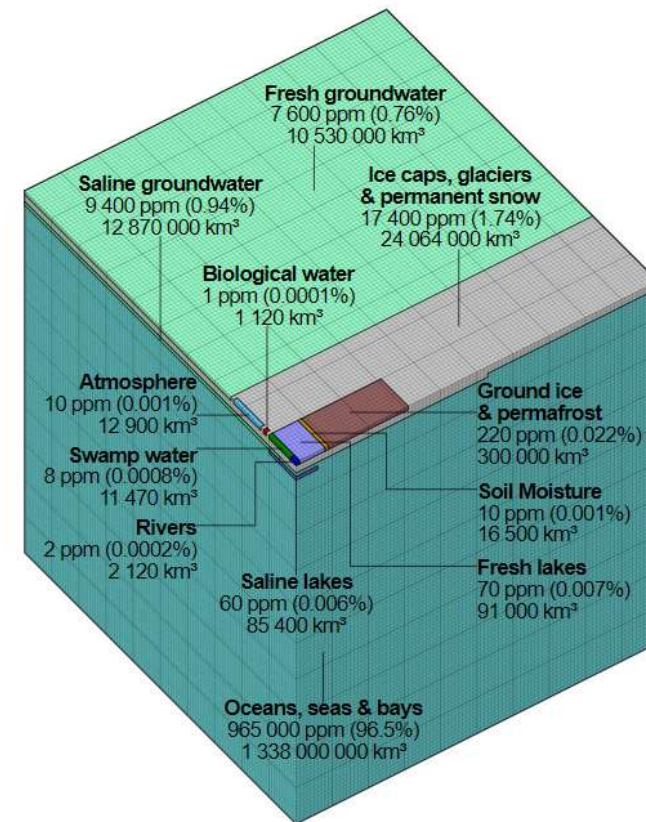 Fresh groundwater
7 600 ppm (0.76%)
10 530 000 km³
Ice caps, glaciers
& permanent snow
17 400 ppm (1.74%)
24 064 000 km³
Saline groundwater
9 400 ppm (0.94%)
12 870 000 km³
Biological water
1 ppm (0.0001%)
1 120 km³
Atmosphere
10 ppm (0.001%)
12 900 km³
Ground ice
& permafrost
220 ppm (0.022%)
300 000 km³
Swamp water
8 ppm (0.0008%)
11 470 km³
Soil Moisture
10 ppm (0.001%)
16 500 km³
Rivers
2 ppm (0.0002%)
2 120 km³
Fresh lakes
70 ppm (0.007%)
91 000 km³
Saline lakes
60 ppm (0.006%)
85 400 km³
Oceans, seas & bays
965 000 ppm (96.5%)
1 338 000 000 km³